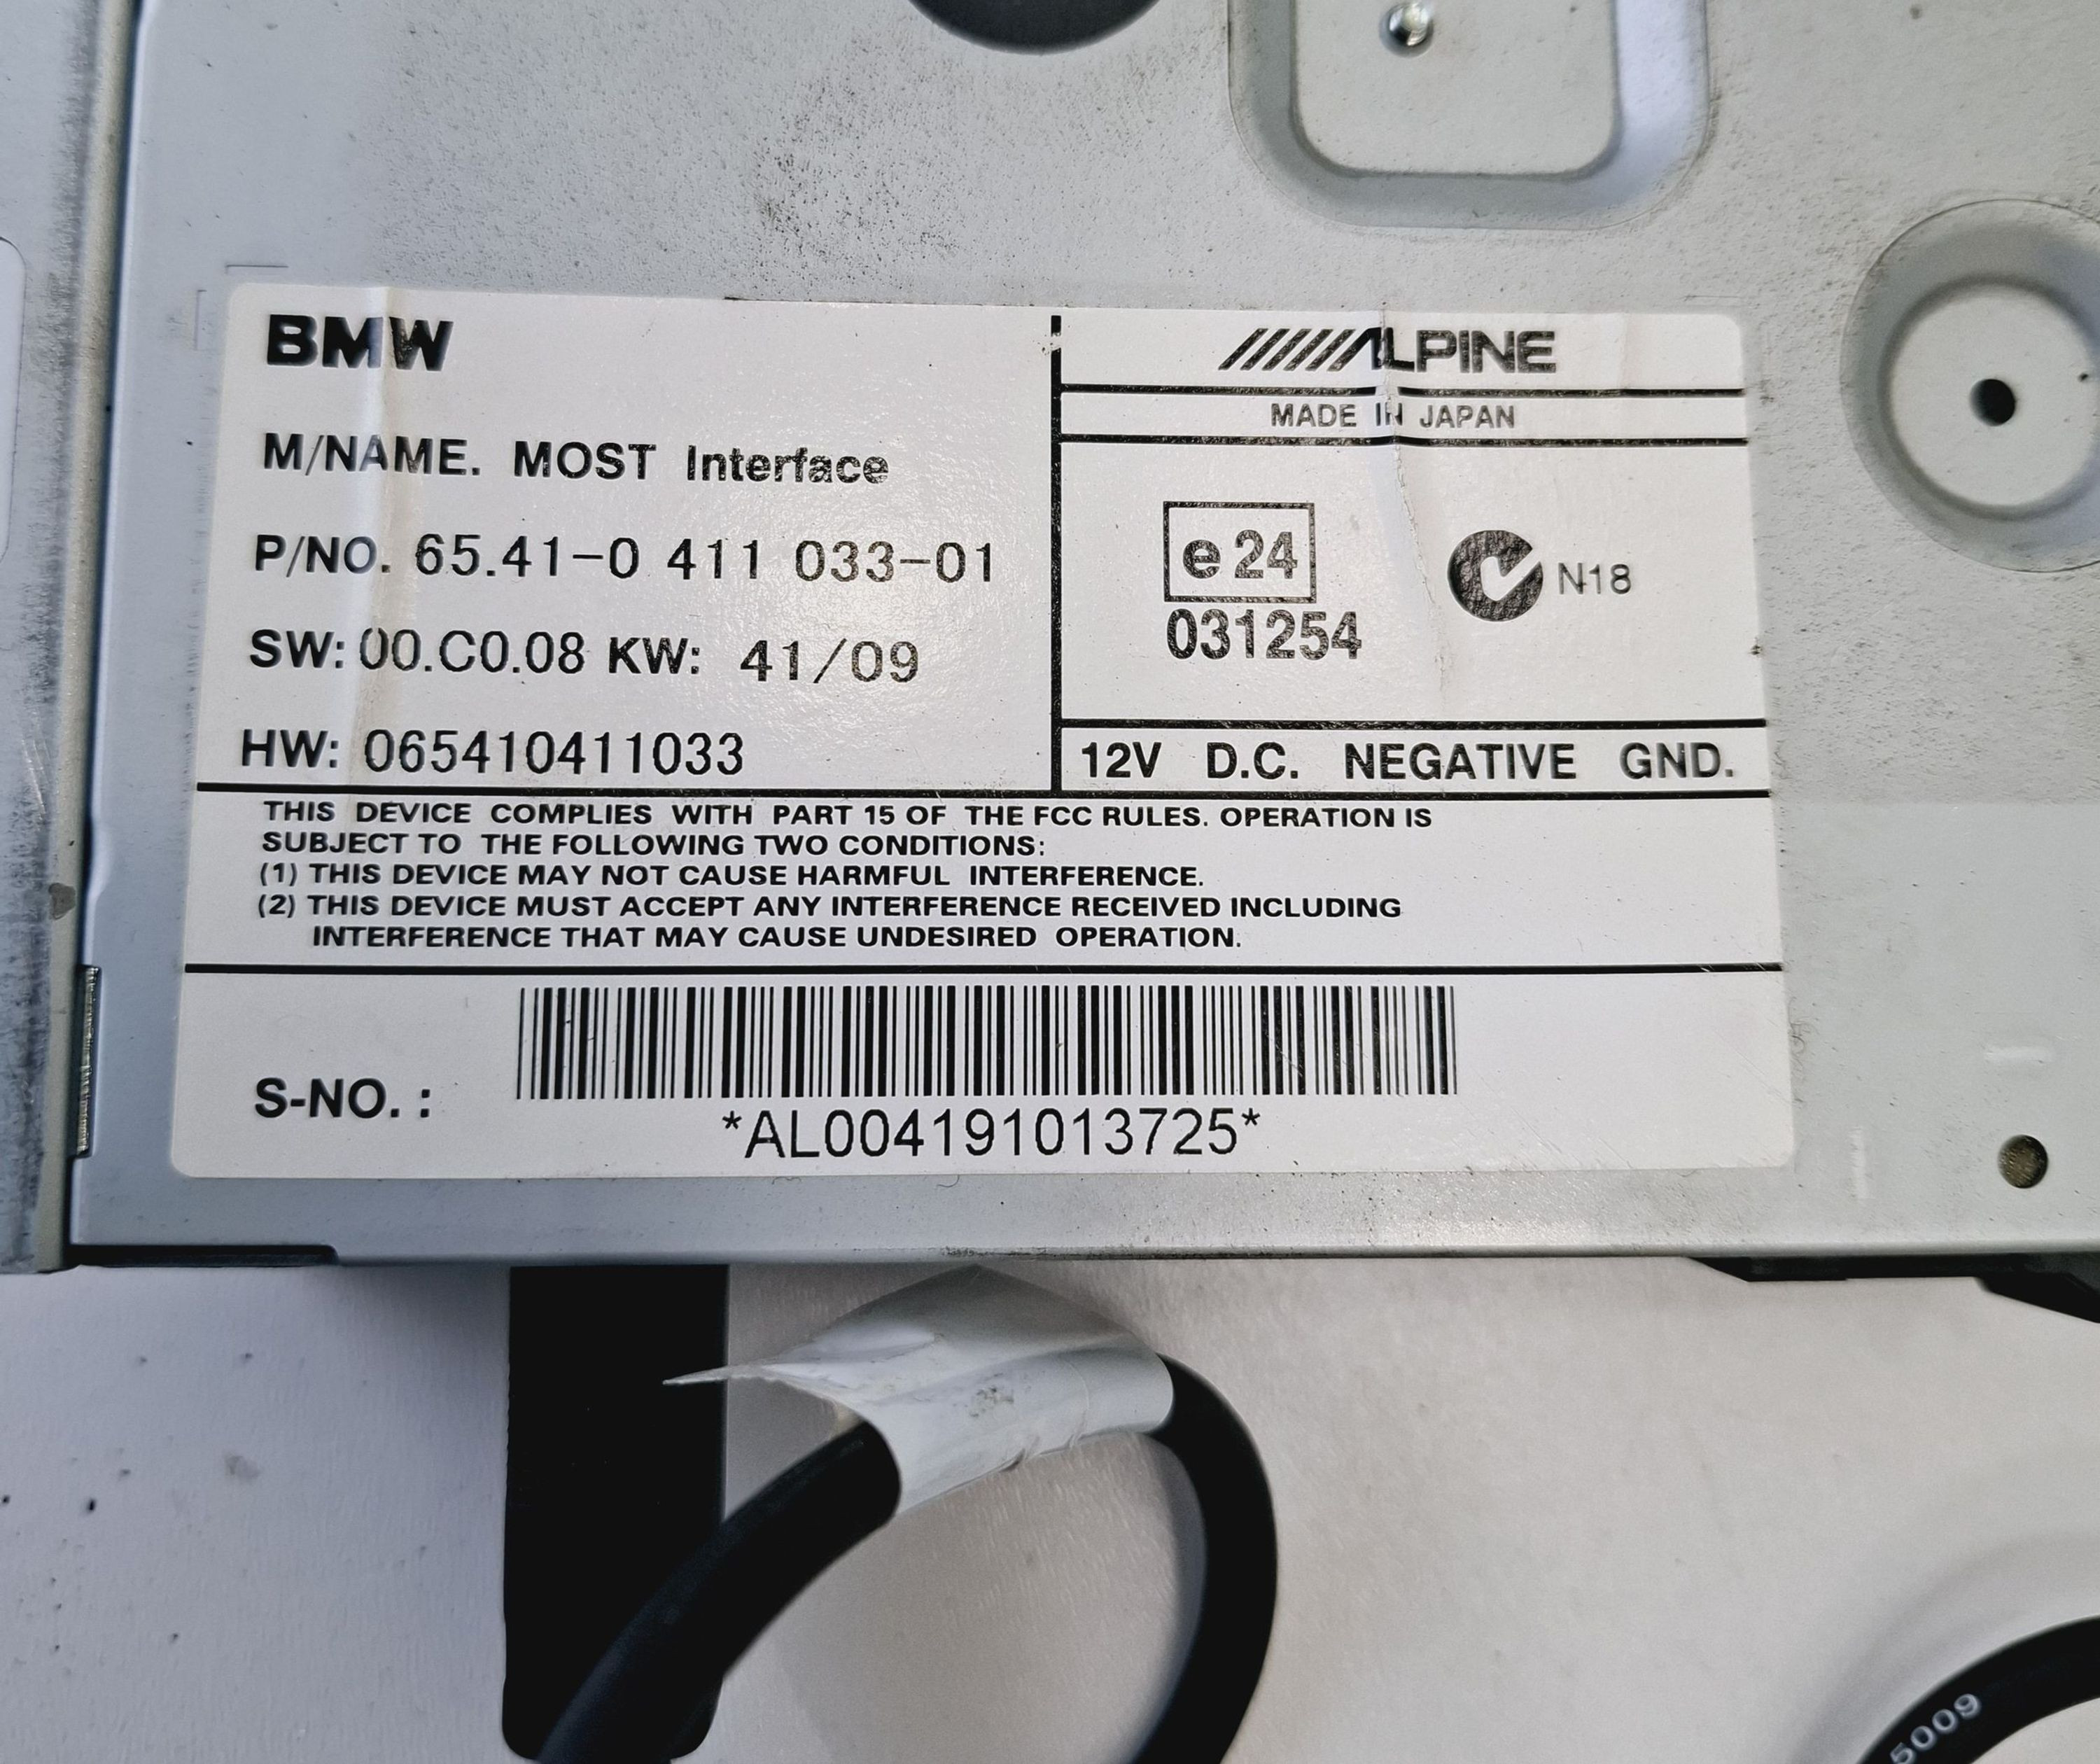 BMW
M/NAME. MOST Interface
P/NO. 65.41-0 411 033-01
SW: 00.C0.08 KW: 41/09
HW: 065410411033
ALPINE
MADE IN JAPAN
e24
031254
N18
12V D.C. NEGATIVE GND.
THIS DEVICE COMPLIES WITH PART 15 OF THE FCC RULES. OPERATION IS
SUBJECT TO THE FOLLOWING TWO CONDITIONS:
(1) THIS DEVICE MAY NOT CAUSE HARMFUL INTERFERENCE.
(2) THIS DEVICE MUST ACCEPT ANY INTERFERENCE RECEIVED INCLUDING
INTERFERENCE THAT MAY CAUSE UNDESIRED OPERATION.
S-NO. :
*AL004191013725*
5009